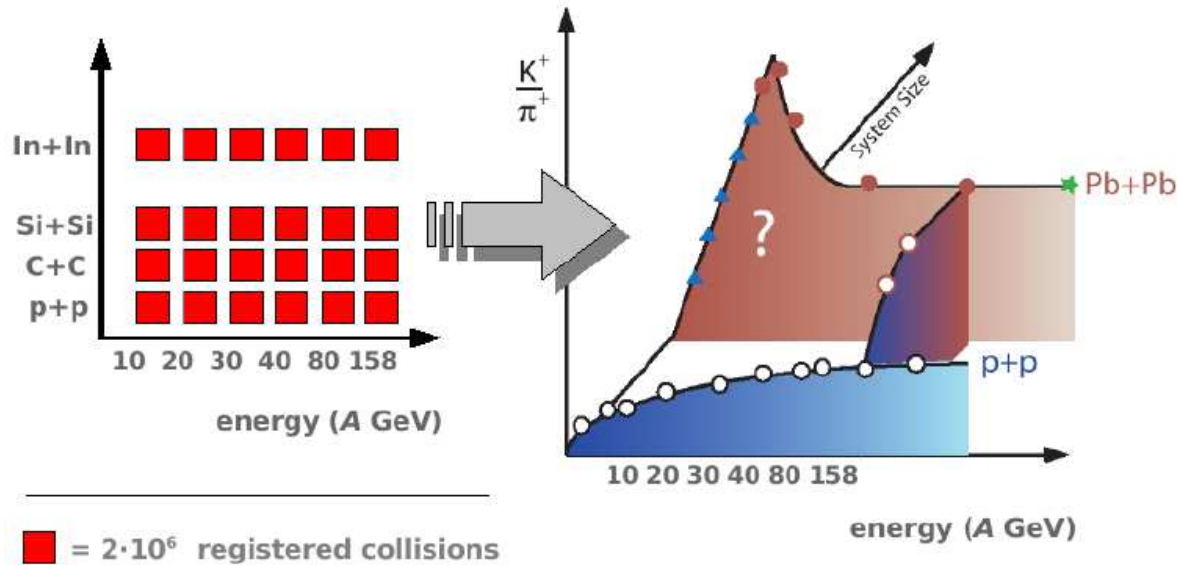 In+In
Si+Si
C+C
p+p
10 20 30 40 80 158
energy (A GeV)
= 2·10⁶ registered collisions
K⁺
π⁺
System Size
?
Pb+Pb
p+p
10 20 30 40 80 158
energy (A GeV)